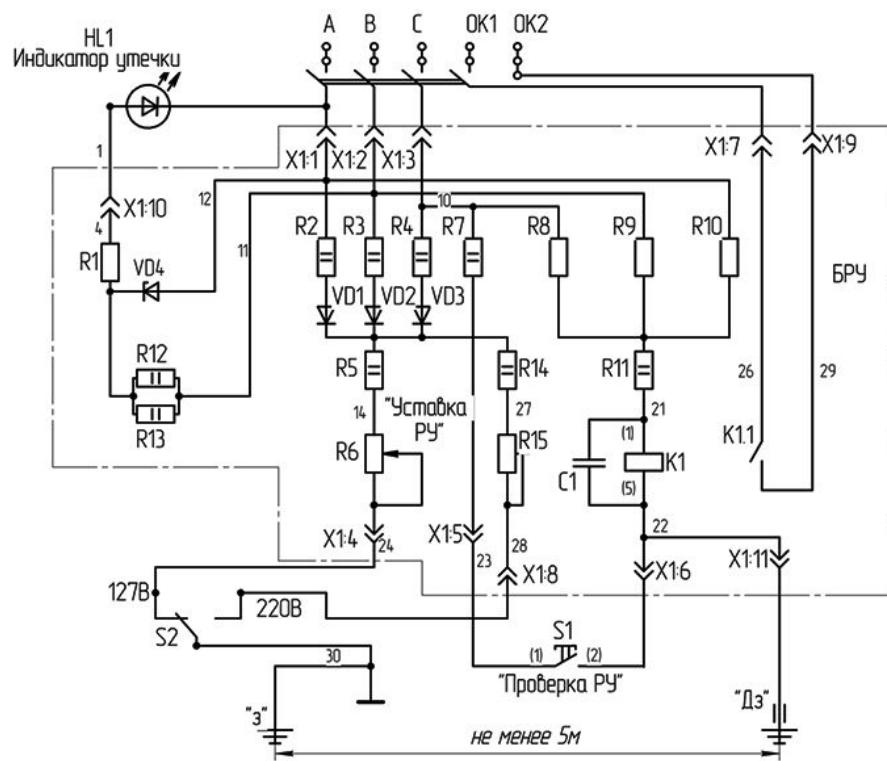 A B C OK1 OK2
HL1
Индикатор утечки
1
X1:1 X1:2 X1:3 X1:7 X1:9
12 10
X1:10
4 11
R2 R3 R4 R7 R8 R9 R10
R1
VD4
БРУ
VD1 VD2 VD3
R12
R5 R14 R11
26 29
14 "Уставка РУ" 27 21
R13
R6 R15 (1) K1.1
C1 K1
(5)
22
X1:4 24 X1:5 28 X1:6 X1:11
23 X1:8
127В
220В
S2 S1
30 (1) (2)
"Проверка РУ"
"з" "Дз"
не менее 5м